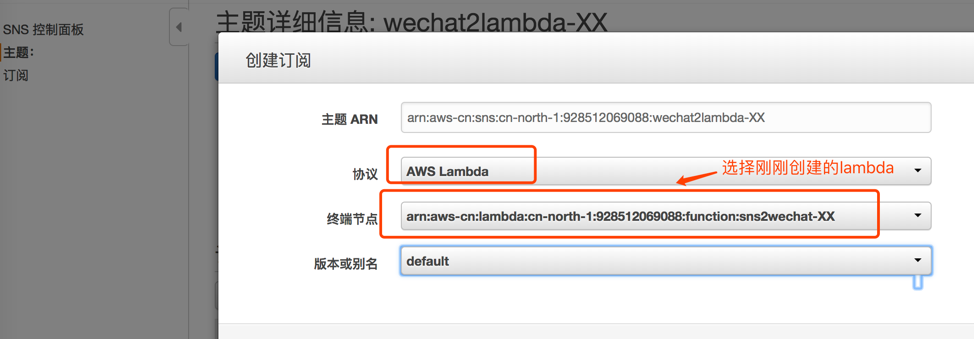 SNS 控制面板
主题:
订阅
主题详细信息: wechat2lambda-XX
创建订阅
主题 ARN
arn:aws-cn:sns:cn-north-1:928512069088:wechat2lambda-XX
协议
AWS Lambda
选择刚刚创建的lambda
终端节点
arn:aws-cn:lambda:cn-north-1:928512069088:function:sns2wechat-XX
版本或别名
default